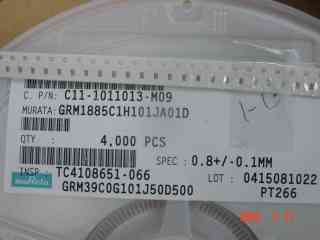 C. P/N: C11-1011013-M09
MURATA: GRM1885C1H101JA01D
QTY : 4,000 PCS
SPEC : 0.8+/-0.1MM
INSP.: TC4108651-066
LOT : 0415081022
muRata
GRM39C0G101J50D500
PT266